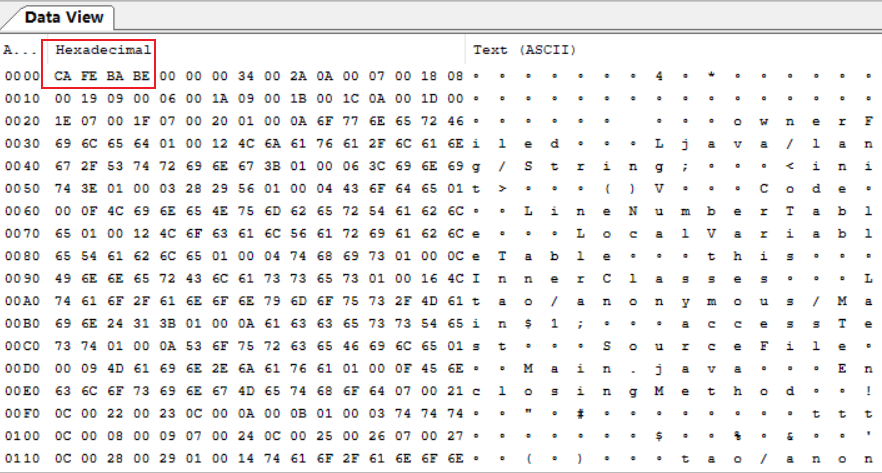 Data View
A... Hexadecimal Text (ASCII)
0000 CA FE BA BE 00 00 00 34 00 2A 0A 00 07 00 18 08 ∘ ∘ ∘ ∘ ∘ ∘ ∘ 4 ∘ * ∘ ∘ ∘ ∘ ∘ ∘
0010 00 19 09 00 06 00 1A 09 00 1B 00 1C 0A 00 1D 00 ∘ ∘ ∘ ∘ ∘ ∘ ∘ ∘ ∘ ∘ ∘ ∘ ∘ ∘ ∘ ∘
0020 1E 07 00 1F 07 00 20 01 00 0A 6F 77 6E 65 72 46 ∘ ∘ ∘ ∘ ∘ ∘   ∘ ∘ ∘ o w n e r F
0030 69 6C 65 64 01 00 12 4C 6A 61 76 61 2F 6C 61 6E i l e d ∘ ∘ ∘ L j a v a / l a n
0040 67 2F 53 74 72 69 6E 67 3B 01 00 06 3C 69 6E 69 g / S t r i n g ; ∘ ∘ ∘ < i n i
0050 74 3E 01 00 03 28 29 56 01 00 04 43 6F 64 65 01 t > ∘ ∘ ∘ ( ) V ∘ ∘ ∘ C o d e ∘
0060 00 0F 4C 69 6E 65 4E 75 6D 62 65 72 54 61 62 6C ∘ ∘ L i n e N u m b e r T a b l
0070 65 01 00 12 4C 6F 63 61 6C 56 61 72 69 61 62 6C e ∘ ∘ ∘ L o c a l V a r i a b l
0080 65 54 61 62 6C 65 01 00 04 74 68 69 73 01 00 0C e T a b l e ∘ ∘ ∘ t h i s ∘ ∘ ∘
0090 49 6E 6E 65 72 43 6C 61 73 73 65 73 01 00 16 4C I n n e r C l a s s e s ∘ ∘ ∘ L
00A0 74 61 6F 2F 61 6E 6F 6E 79 6D 6F 75 73 2F 4D 61 t a o / a n o n y m o u s / M a
00B0 69 6E 24 31 3B 01 00 0A 61 63 63 65 73 73 54 65 i n $ 1 ; ∘ ∘ ∘ a c c e s s T e
00C0 73 74 01 00 0A 53 6F 75 72 63 65 46 69 6C 65 01 s t ∘ ∘ ∘ S o u r c e F i l e ∘
00D0 00 09 4D 61 69 6E 2E 6A 61 76 61 01 00 0F 45 6E ∘ ∘ M a i n . j a v a ∘ ∘ ∘ E n
00E0 63 6C 6F 73 69 6E 67 4D 65 74 68 6F 64 07 00 21 c l o s i n g M e t h o d ∘ ∘ !
00F0 0C 00 22 00 23 0C 00 0A 00 0B 01 00 03 74 74 74 ∘ ∘ " ∘ # ∘ ∘ ∘ ∘ ∘ ∘ ∘ ∘ t t t
0100 0C 00 08 00 09 07 00 24 0C 00 25 00 26 07 00 27 ∘ ∘ ∘ ∘ ∘ ∘ ∘ $ ∘ ∘ % ∘ & ∘ ∘ '
0110 0C 00 28 00 29 01 00 14 74 61 6F 2F 61 6E 6F 6E ∘ ∘ ( ∘ ) ∘ ∘ ∘ t a o / a n o n